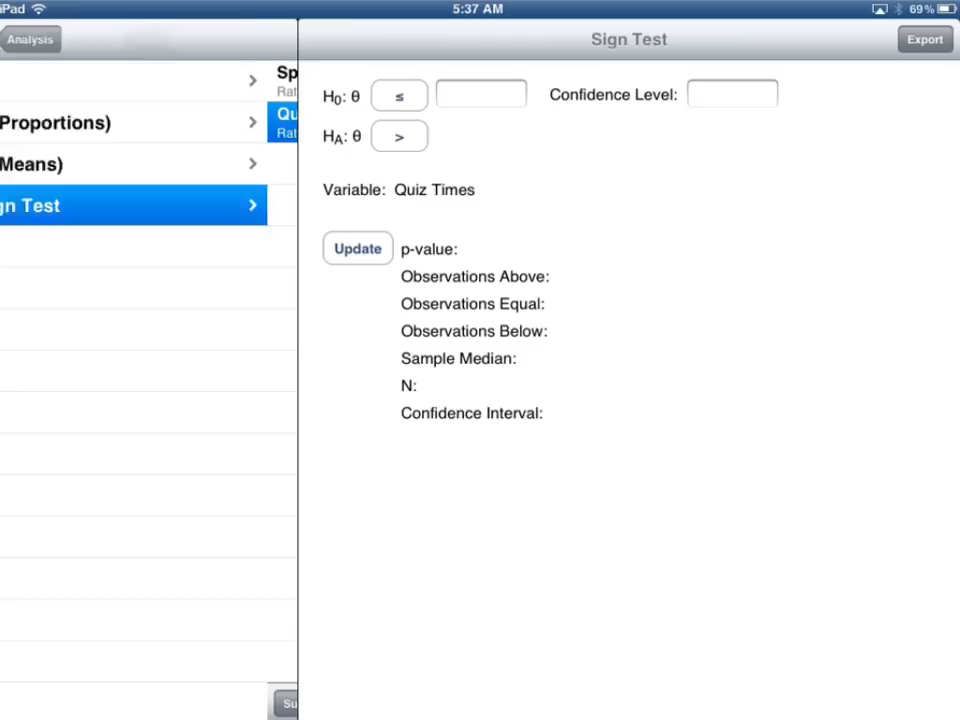 iPad 5:37 AM 69%
Analysis Sign Test Export
Sp
Rat
Proportions)
Qu
Rat
Means)
gn Test
H0: θ ≤ Confidence Level:
HA: θ >
Variable: Quiz Times
Update p-value:
Observations Above:
Observations Equal:
Observations Below:
Sample Median:
N:
Confidence Interval:
Su